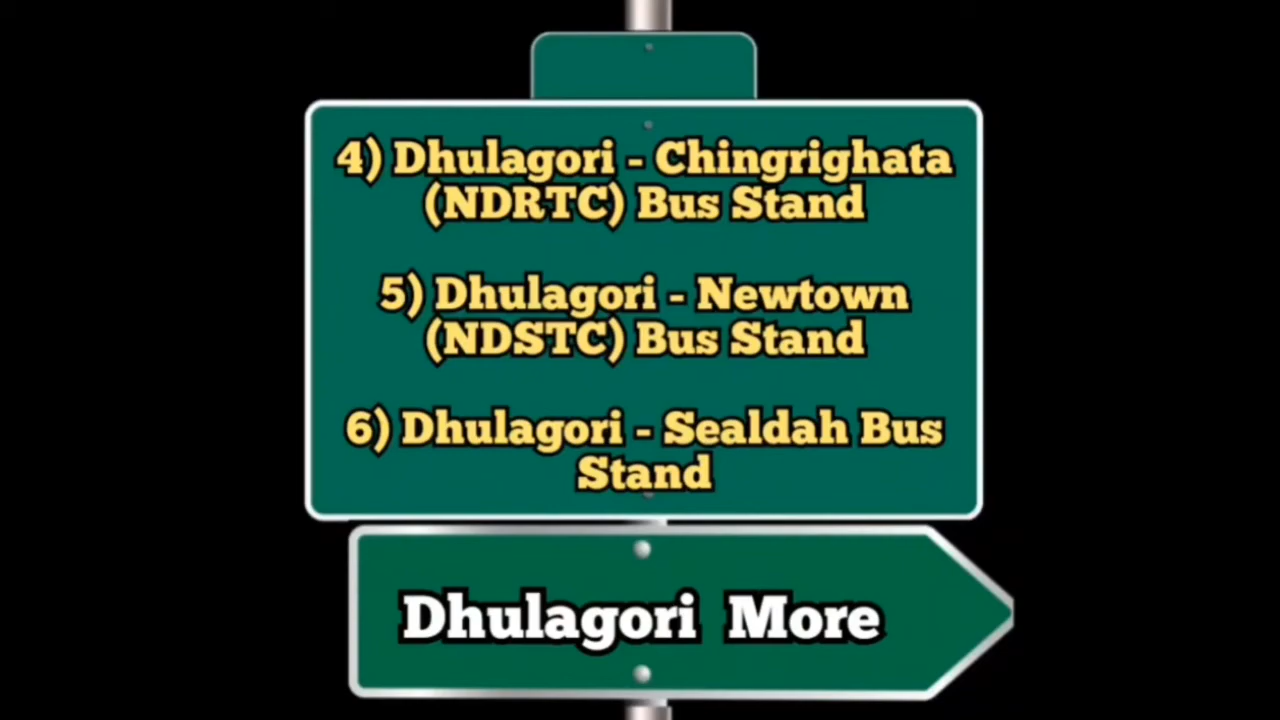 4) Dhulagori - Chingrighata
(NDRTC) Bus Stand
5) Dhulagori - Newtown
(NDSTC) Bus Stand
6) Dhulagori - Sealdah Bus
Stand
Dhulagori More